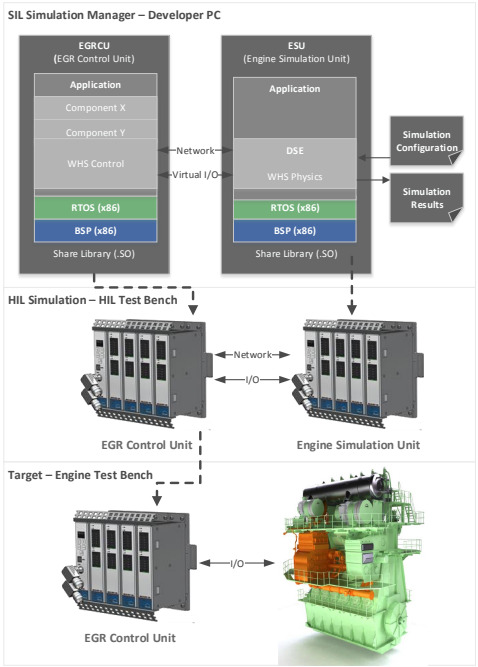 SIL Simulation Manager – Developer PC
EGRCU
(EGR Control Unit)
Application
Component X
Component Y
WHS Control
RTOS (x86)
BSP (x86)
Share Library (.SO)
Network
Virtual I/O
ESU
(Engine Simulation Unit)
Application
DSE
WHS Physics
RTOS (x86)
BSP (x86)
Share Library (.SO)
Simulation
Configuration
Simulation
Results
HIL Simulation – HIL Test Bench
Network
I/O
EGR Control Unit
Engine Simulation Unit
Target – Engine Test Bench
I/O
EGR Control Unit